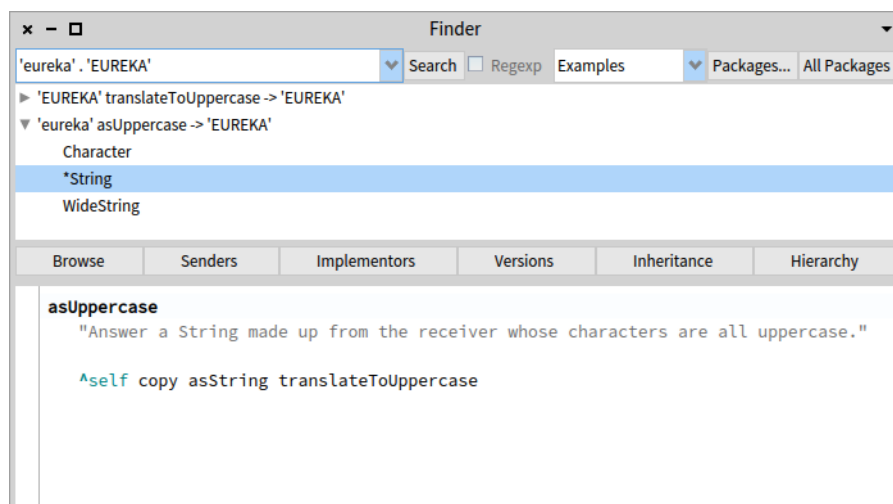 Finder
'eureka' . 'EUREKA' Search Regexp Examples Packages... All Packages
'EUREKA' translateToUppercase -> 'EUREKA'
'eureka' asUppercase -> 'EUREKA'
Character
*String
WideString
Browse Senders Implementors Versions Inheritance Hierarchy
asUppercase
"Answer a String made up from the receiver whose characters are all uppercase."
^self copy asString translateToUppercase